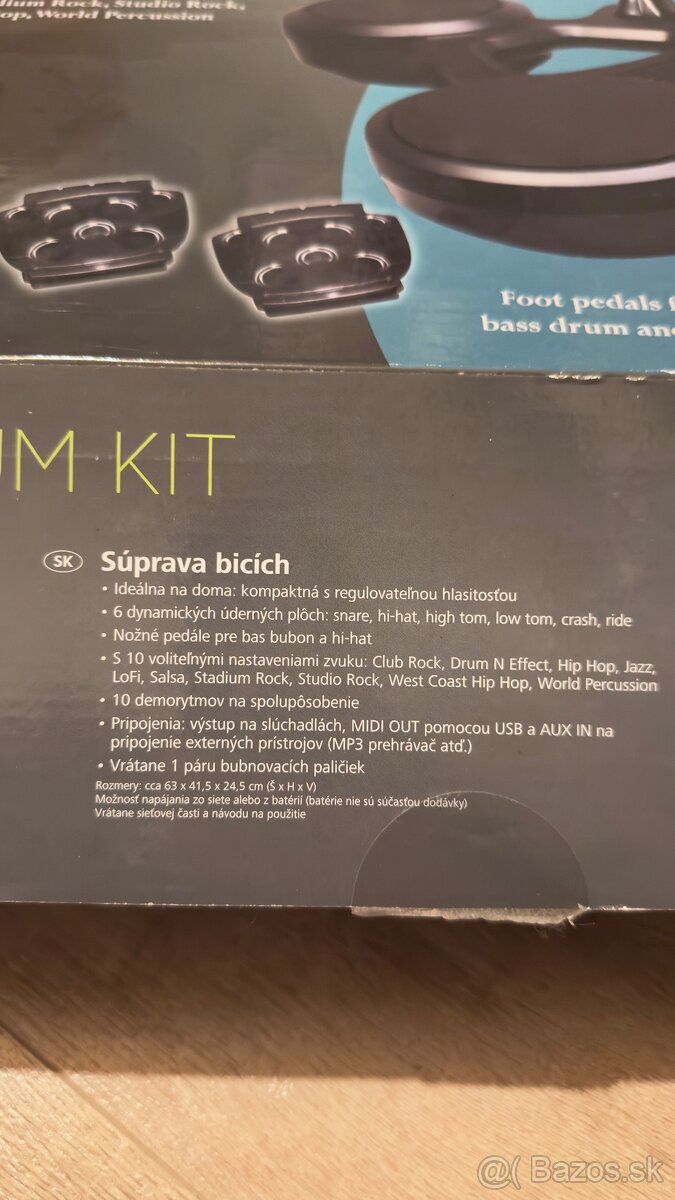 Rock, Studio Rock,
World Percussion
Foot pedals
bass drum
KIT
SK Súprava bicích
• Ideálna na doma: kompaktná s regulovateľnou hlasitosťou
• 6 dynamických úderných plôch: snare, hi-hat, high tom, low tom, crash, ride
• Nožné pedále pre bas bubon a hi-hat
• S 10 voliteľnými nastaveniami zvuku: Club Rock, Drum N Effect, Hip Hop, Jazz,
LoFi, Salsa, Stadium Rock, Studio Rock, West Coast Hip Hop, World Percussion
• 10 demorytmov na spolupôsobenie
• Pripojenia: výstup na slúchadlách, MIDI OUT pomocou USB a AUX IN na
pripojenie externých prístrojov (MP3 prehrávač atď.)
• Vrátane 1 páru bubnovacích paličiek
Rozmery: cca 63 x 41,5 x 24,5 cm (Š x H x V)
Možnosť napájania zo siete alebo z batérií (batérie nie sú súčasťou dodávky)
Vrátane sieťovej časti a návodu na použitie
@Bazos.sk